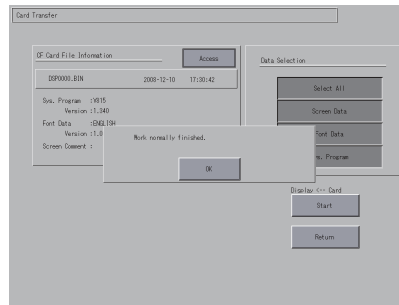 Card Transfer
CF Card File Information
Access
DSP0000.BIN 2008-12-10 17:30:42
Sys. Program :V815
Version :1.040
Font Data :ENGLISH
Version :1.0
Screen Comment :
Data Selection
Select All
Screen Data
Font Data
Program
Work normally finished.
OK
Display <-- Card
Start
Return